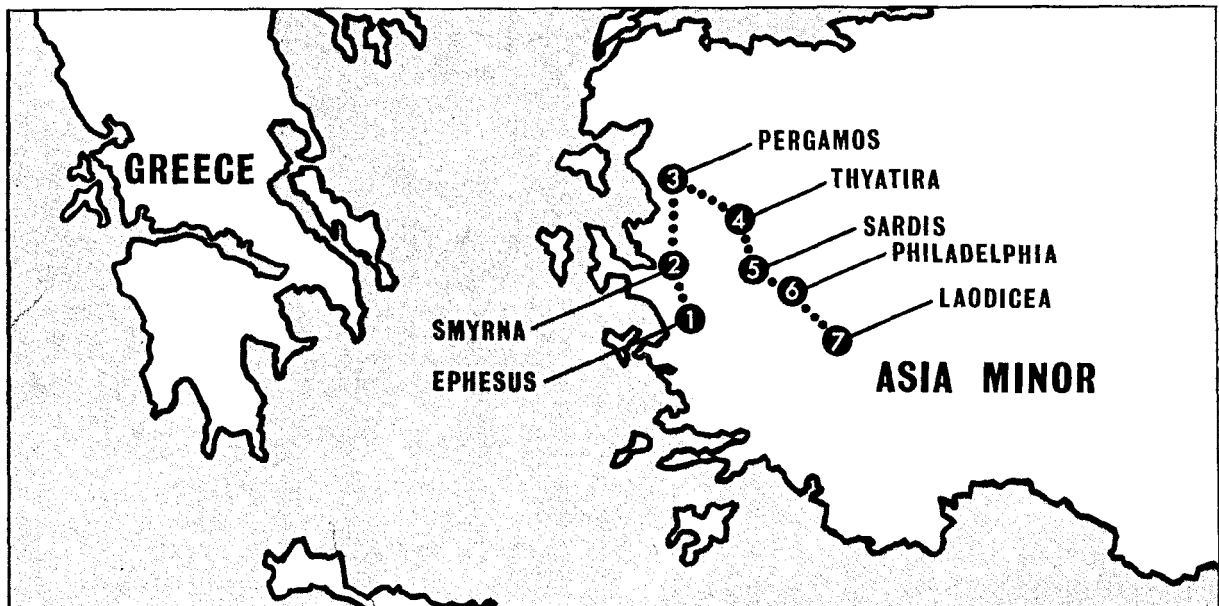 PERGAMOS
GREECE
THYATIRA
3
4
SARDIS
PHILADELPHIA
2
5
6
LAODICEA
SMYRNA
1
7
EPHESUS
ASIA MINOR